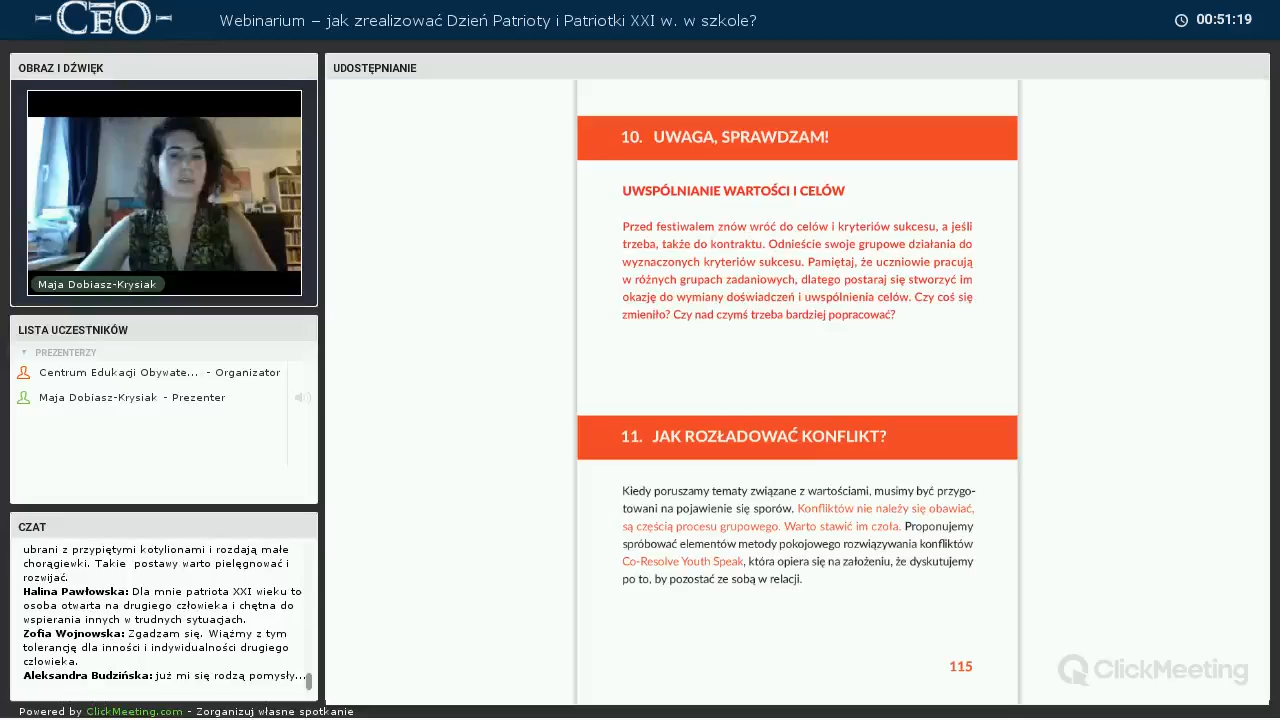 CEO
Webinarium – jak zrealizować Dzień Patrioty i Patriotki XXI w. w szkole?
00:51:19
OBRAZ I DŹWIĘK
Maja Dobiasz-Krysiak
LISTA UCZESTNIKÓW
PREZENTERZY
Centrum Edukacji Obywate... - Organizator
Maja Dobiasz-Krysiak - Prezenter
CZAT
ubrani z przypiętymi kotylionami i rozdają małe
chorągiewki. Takie postawy warto pielęgnować i
rozwijać.
Halina Pawłowska: Dla mnie patriota XXI wieku to
osoba otwarta na drugiego człowieka i chętna do
wspierania innych w trudnych sytuacjach.
Zofia Wojnowska: Zgadzam się. Wiążmy z tym
tolerancję dla inności i indywidualności drugiego
człowieka.
Aleksandra Budzińska: już mi się rodzą pomysły...
UDOSTĘPNIANIE
10. UWAGA, SPRAWDZAM!
UWSPÓLNIANIE WARTOŚCI I CELÓW
Przed festiwalem znów wróć do celów i kryteriów sukcesu, a jeśli
trzeba, także do kontraktu. Odnieście swoje grupowe działania do
wyznaczonych kryteriów sukcesu. Pamiętaj, że uczniowie pracują
w różnych grupach zadaniowych, dlatego postaraj się stworzyć im
okazję do wymiany doświadczeń i uwspólnienia celów. Czy coś się
zmieniło? Czy nad czymś trzeba bardziej popracować?
11. JAK ROZŁADOWAĆ KONFLIKT?
Kiedy poruszamy tematy związane z wartościami, musimy być przygo-
towani na pojawienie się sporów. Konfliktów nie należy się obawiać,
są częścią procesu grupowego. Warto stawić im czoła. Proponujemy
spróbować elementów metody pokojowego rozwiązywania konfliktów
Co-Resolve Youth Speak, która opiera się na założeniu, że dyskutujemy
po to, by pozostać ze sobą w relacji.
115
ClickMeeting
Powered by ClickMeeting.com - Zorganizuj własne spotkanie